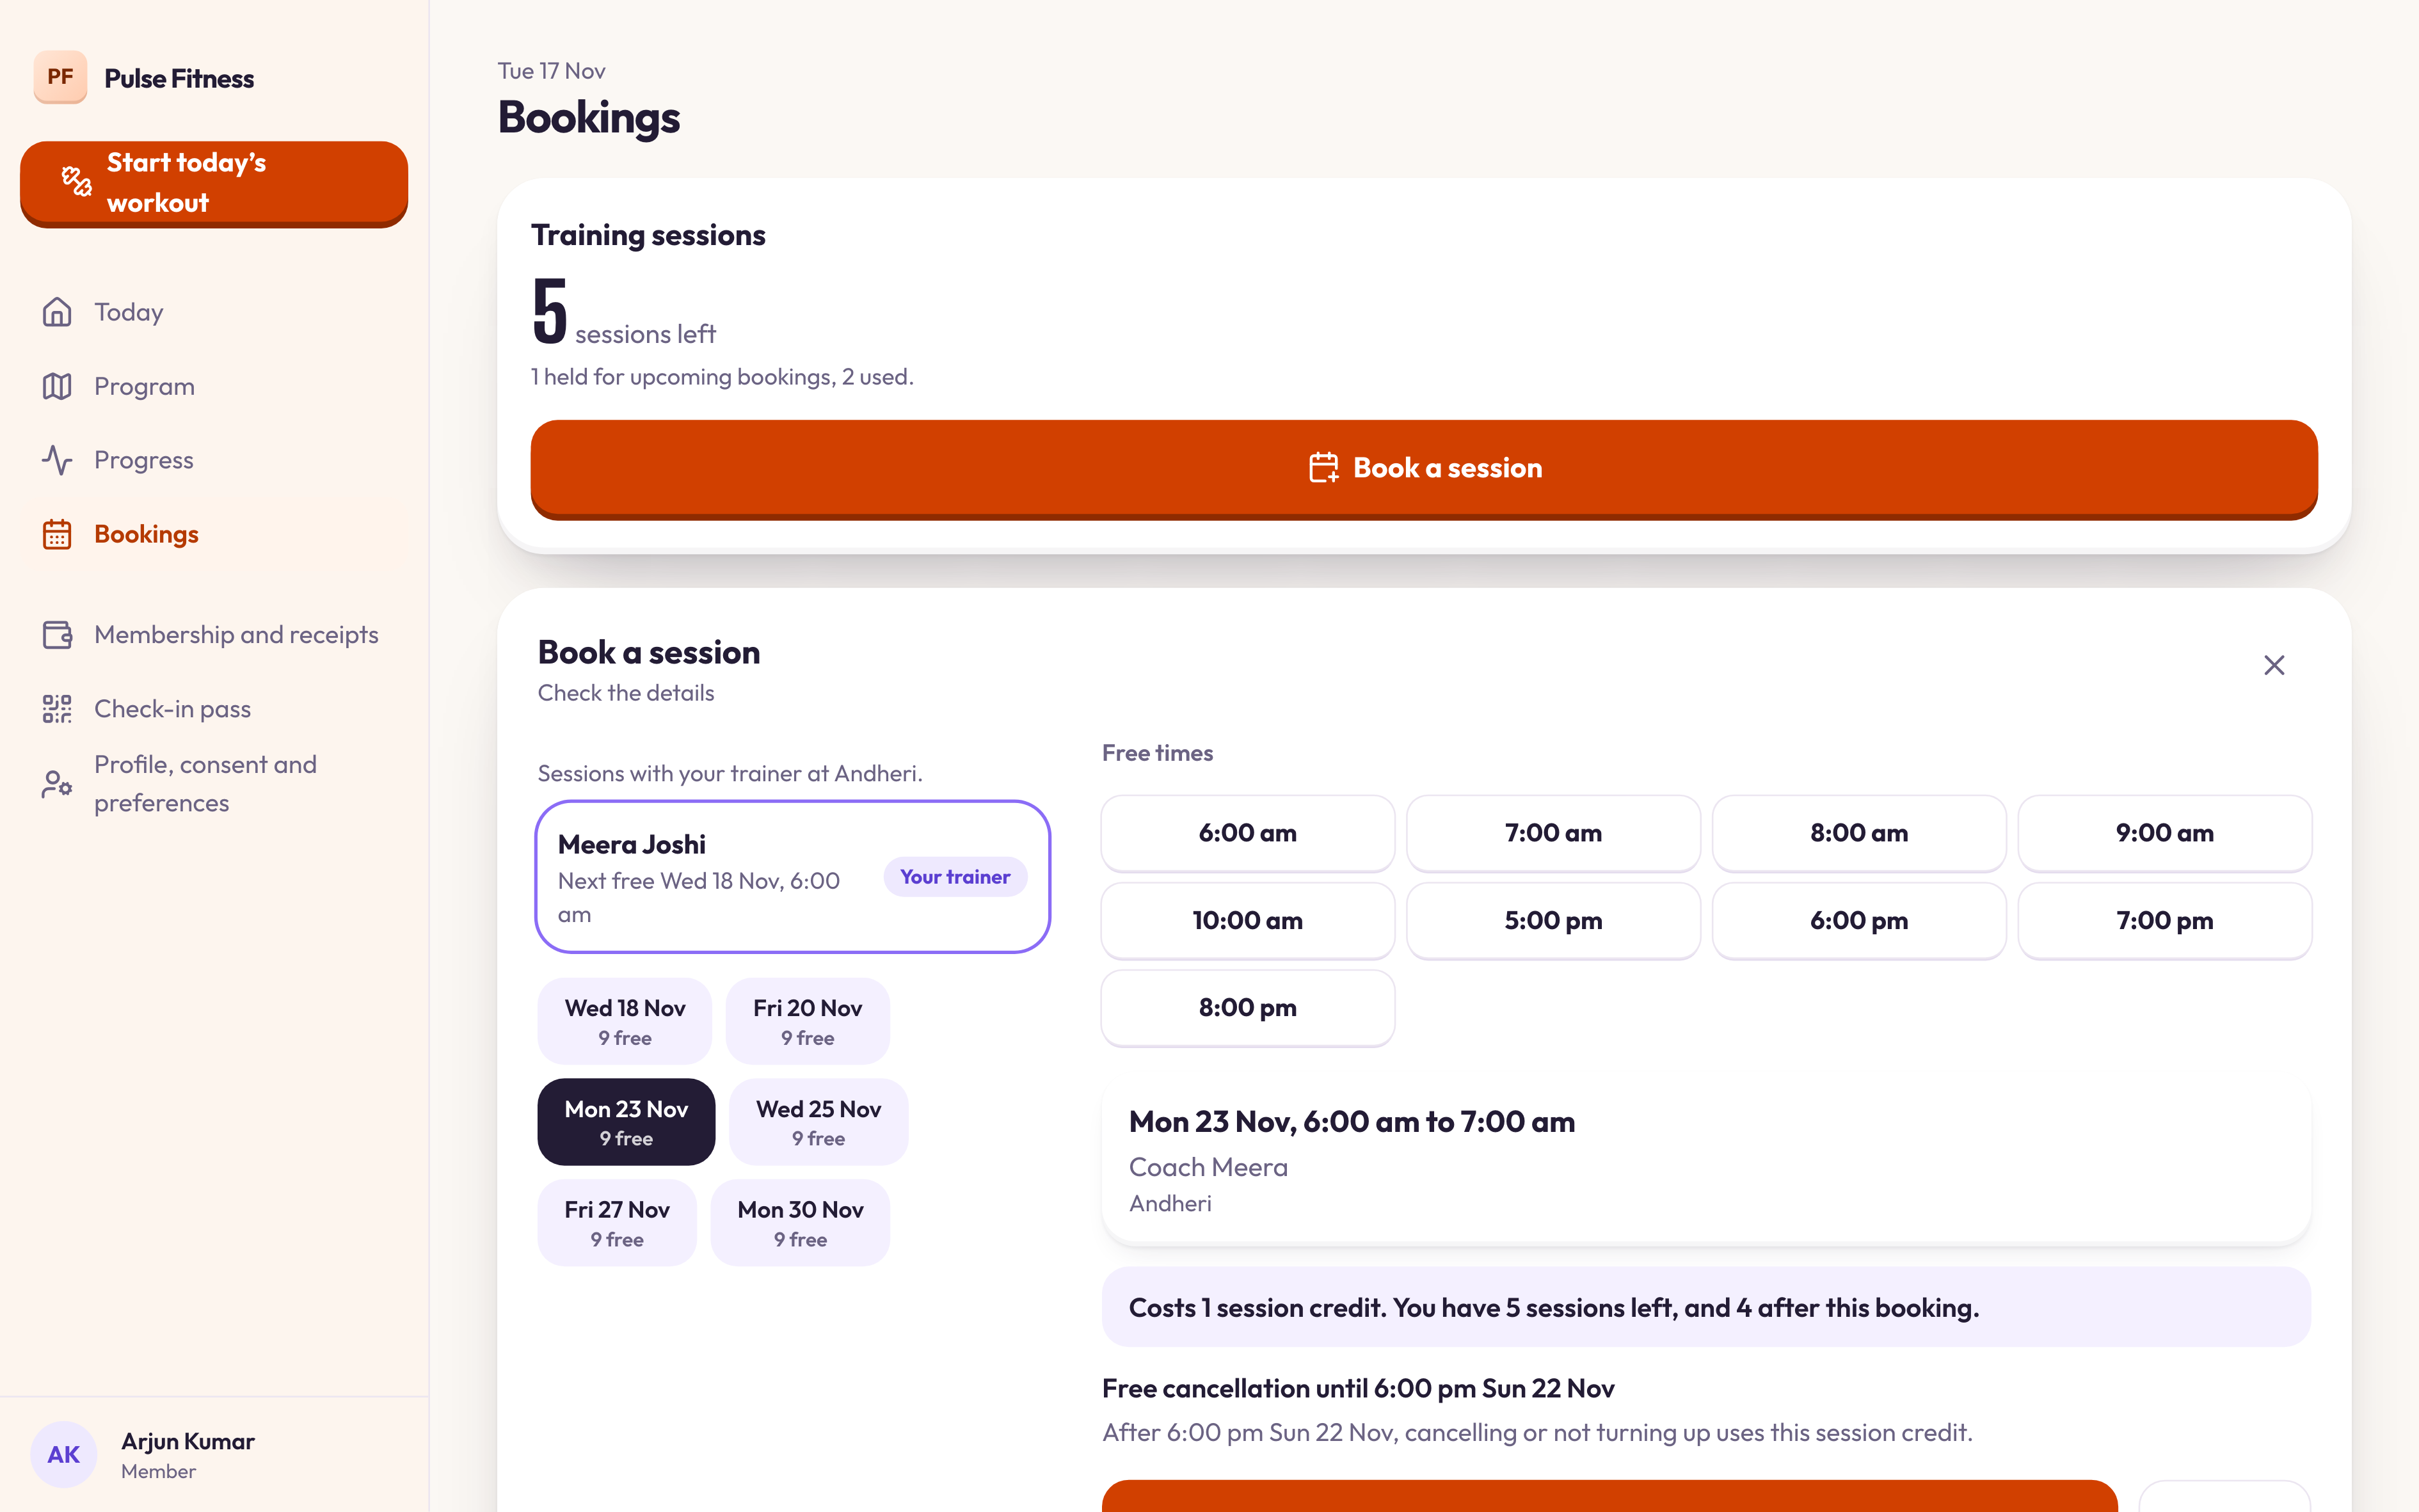 PF
Pulse Fitness
Start today's
workout
Today
Program
Progress
Bookings
Membership and receipts
Check-in pass
Profile, consent and
preferences
AK
Arjun Kumar
Member
Tue 17 Nov
Bookings
Training sessions
5 sessions left
1 held for upcoming bookings, 2 used.
Book a session
Book a session
Check the details
Sessions with your trainer at Andheri.
Meera Joshi
Next free Wed 18 Nov, 6:00
am
Your trainer
Wed 18 Nov
9 free
Fri 20 Nov
9 free
Mon 23 Nov
9 free
Wed 25 Nov
9 free
Fri 27 Nov
9 free
Mon 30 Nov
9 free
Free times
6:00 am
7:00 am
8:00 am
9:00 am
10:00 am
5:00 pm
6:00 pm
7:00 pm
8:00 pm
Mon 23 Nov, 6:00 am to 7:00 am
Coach Meera
Andheri
Costs 1 session credit. You have 5 sessions left, and 4 after this booking.
Free cancellation until 6:00 pm Sun 22 Nov
After 6:00 pm Sun 22 Nov, cancelling or not turning up uses this session credit.